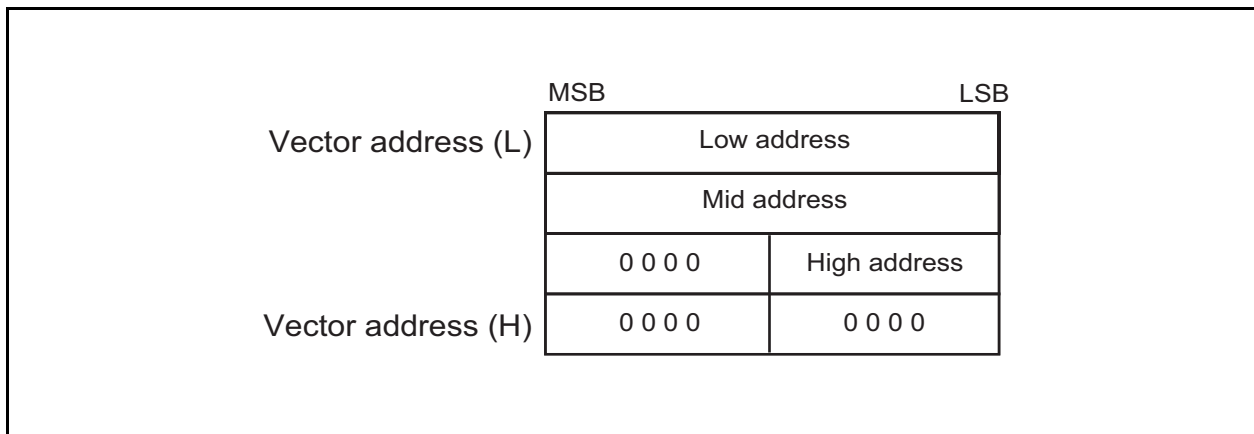 MSB LSB
Vector address (L) Low address
Mid address
0 0 0 0 High address
Vector address (H) 0 0 0 0 0 0 0 0